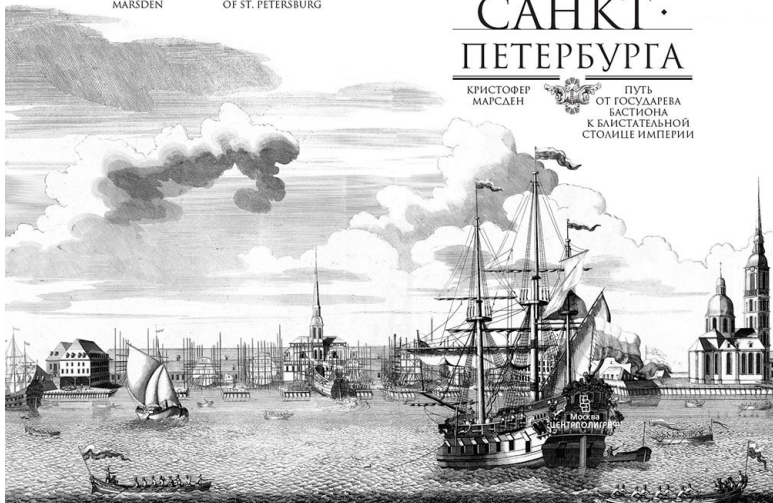 MARSDEN
OF ST. PETERSBURG
САНКТ·
ПЕТЕРБУРГА
КРИСТОФЕР
МАРСДЕН
ПУТЬ
ОТ ГОСУДАРЕВА
БАСТИОНА
К БЛИСТАТЕЛЬНОЙ
СТОЛИЦЕ ИМПЕРИИ
Москва
ЦЕНТРПОЛИГРАФ